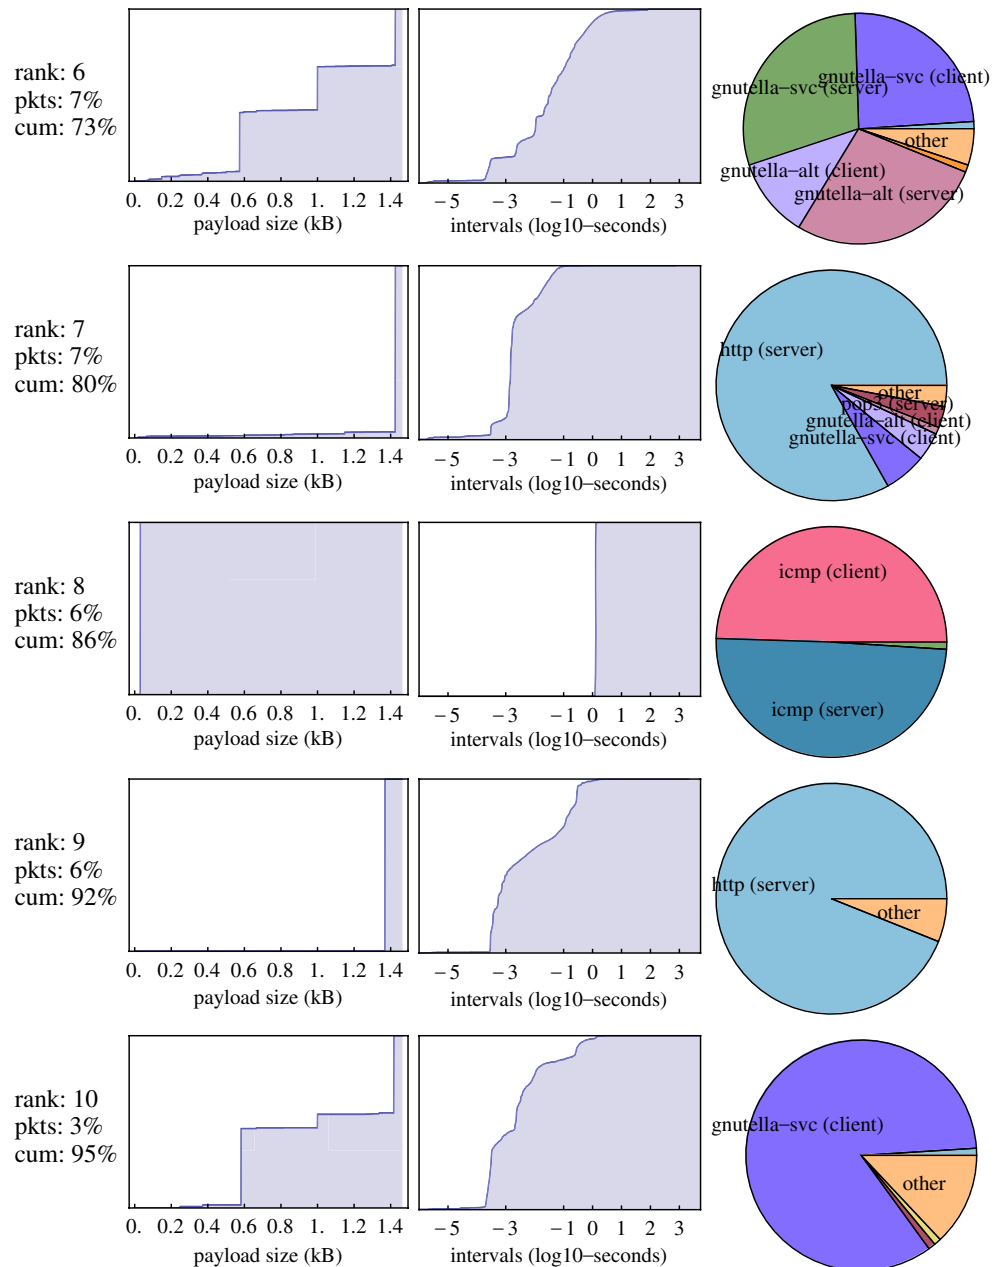 rank: 6
pkts: 7%
cum: 73%
0. 0.2 0.4 0.6 0.8 1. 1.2 1.4
payload size (kB)
−5 −3 −1 0 1 2 3
intervals (log10−seconds)
gnutella−svc (client)
gnutella−svc (server)
other
gnutella−alt (client)
gnutella−alt (server)
rank: 7
pkts: 7%
cum: 80%
0. 0.2 0.4 0.6 0.8 1. 1.2 1.4
payload size (kB)
−5 −3 −1 0 1 2 3
intervals (log10−seconds)
http (server)
other
pop3 (server)
gnutella−alt (client)
gnutella−svc (client)
rank: 8
pkts: 6%
cum: 86%
0. 0.2 0.4 0.6 0.8 1. 1.2 1.4
payload size (kB)
−5 −3 −1 0 1 2 3
intervals (log10−seconds)
icmp (client)
icmp (server)
rank: 9
pkts: 6%
cum: 92%
0. 0.2 0.4 0.6 0.8 1. 1.2 1.4
payload size (kB)
−5 −3 −1 0 1 2 3
intervals (log10−seconds)
http (server)
other
rank: 10
pkts: 3%
cum: 95%
0. 0.2 0.4 0.6 0.8 1. 1.2 1.4
payload size (kB)
−5 −3 −1 0 1 2 3
intervals (log10−seconds)
gnutella−svc (client)
other